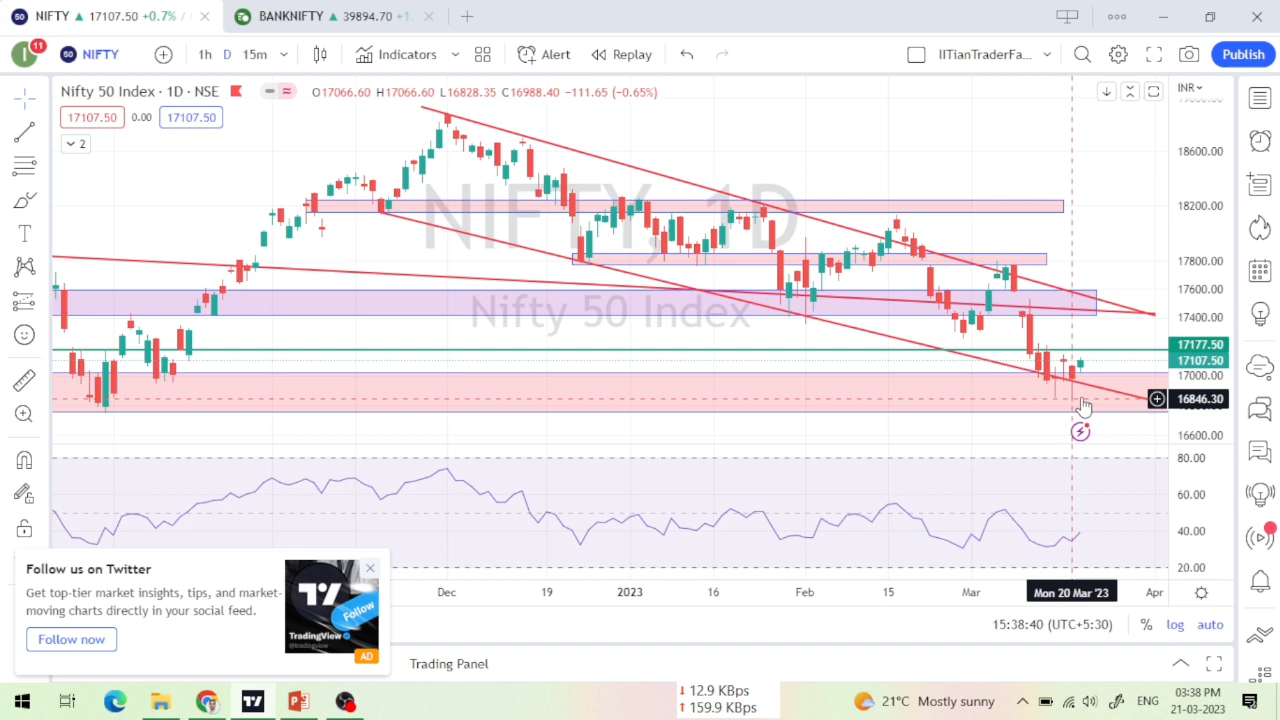 NIFTY ▲ 17107.50 +0.7% /
BANKNIFTY ▲ 39894.70 +1.
11
50 NIFTY
1h D 15m
Indicators
Alert
Replay
IITianTraderFa...
Publish
Nifty 50 Index · 1D · NSE
O17066.60 H17066.60 L16828.35 C16988.40 −111.65 (−0.65%)
17107.50 0.00 17107.50
2
INR
NIFTY, 1D
Nifty 50 Index
18600.00
18200.00
17800.00
17600.00
17400.00
17177.50
17107.50
17000.00
16846.30
16600.00
80.00
60.00
40.00
20.00
Dec 19 2023 16 Feb 15 Mar Mon 20 Mar '23 Apr
15:38:40 (UTC+5:30) % log auto
Follow us on Twitter
Get top-tier market insights, tips, and market-
moving charts directly in your social feed.
Follow now
Follow
TradingView
@tradingview
AD
Trading Panel
12.9 KBps
159.9 KBps
21°C Mostly sunny
ENG
03:38 PM
21-03-2023